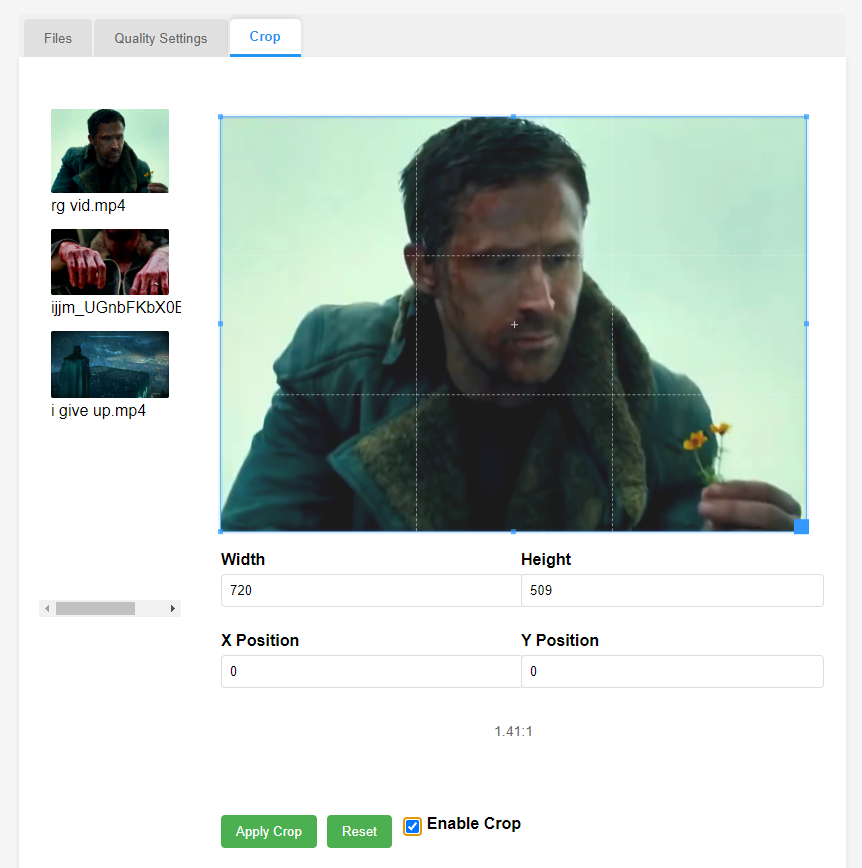 Files
Quality Settings
Crop
rg vid.mp4
i give up.mp4
Width
Height
720
509
X Position
Y Position
0
0
1.41:1
Apply Crop
Reset
Enable Crop